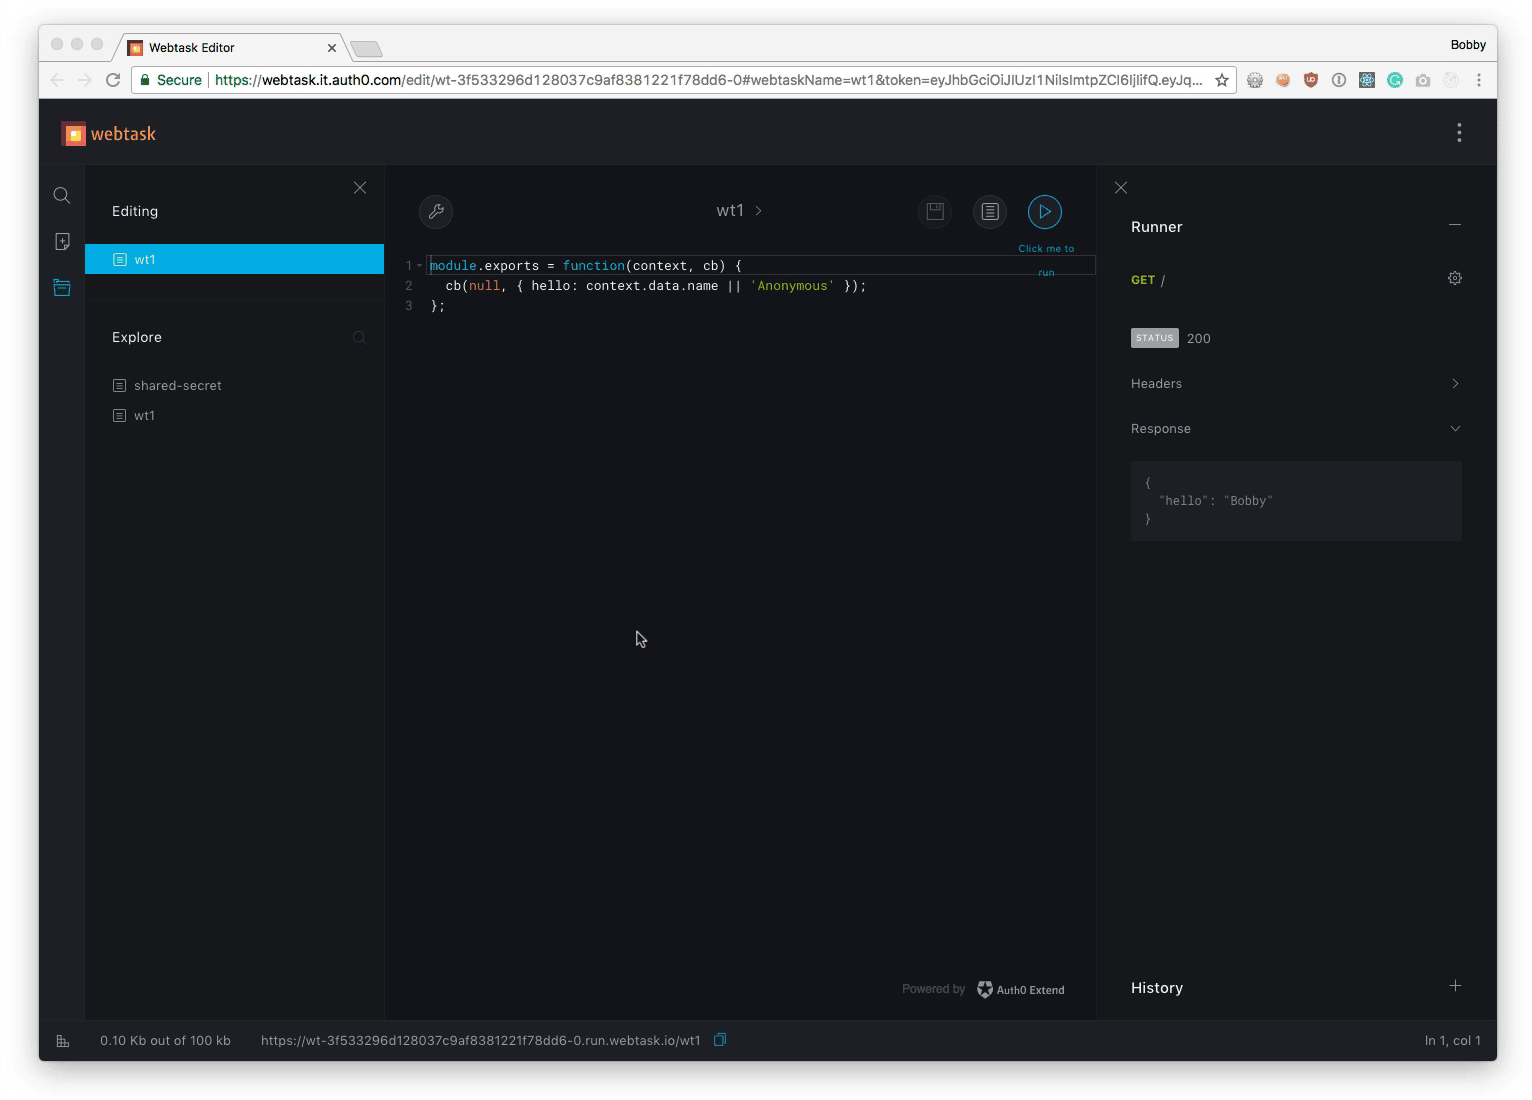 Webtask Editor
Bobby
Secure
https://webtask.it.auth0.com/edit/wt-3f533296d128037c9af8381221f78dd6-0#webtaskName=wt1&token=eyJhbGciOiJIUzI1NiIsImtpZCI6IjIifQ.eyJq...
webtask
Editing
wt1
Explore
shared-secret
wt1
wt1
Click me to
run
1 module.exports = function(context, cb) {
2 cb(null, { hello: context.data.name || 'Anonymous' });
3 };
Powered by Auth0 Extend
Runner
GET /
STATUS 200
Headers
Response
{
"hello": "Bobby"
}
History
0.10 Kb out of 100 kb
https://wt-3f533296d128037c9af8381221f78dd6-0.run.webtask.io/wt1
ln 1, col 1